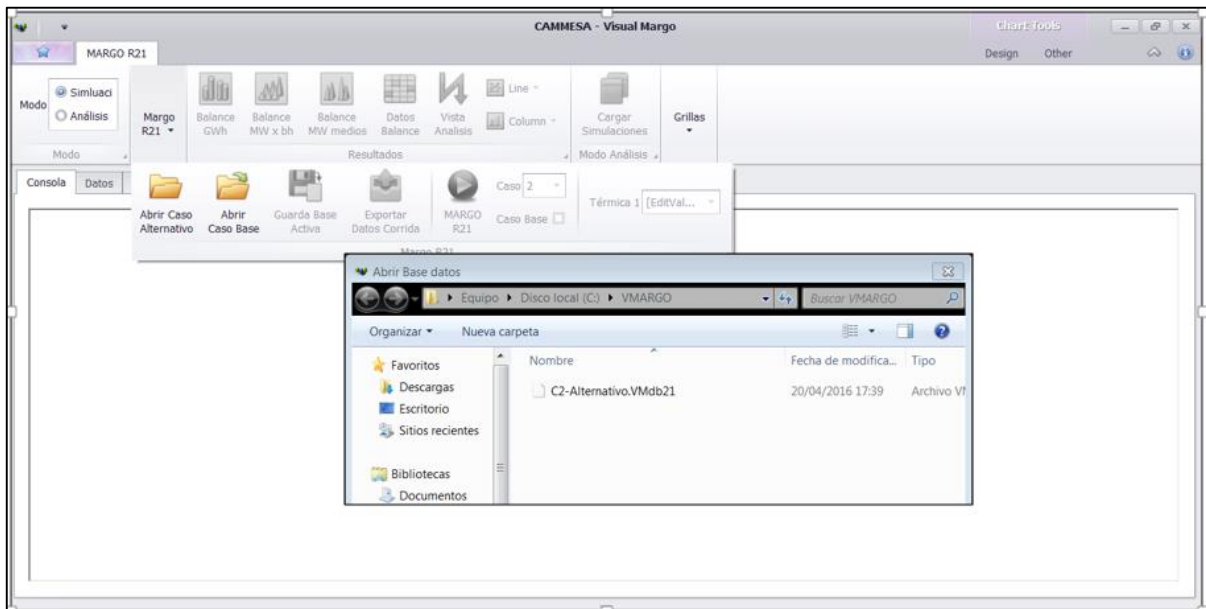 CAMMESA - Visual Margo
Chart Tools
MARGO R21
Design Other
Modo
Simluaci
Análisis
Modo
Margo R21
Balance GWh
Balance MW x bh
Balance MW medios
Datos Balance
Vista Analisis
Line
Column
Resultados
Cargar Simulaciones
Modo Análisis
Grillas
Consola Datos
Abrir Caso Alternativo
Abrir Caso Base
Guarda Base Activa
Exportar Datos Corrida
MARGO R21
Caso 2
Caso Base
Térmica 1 [EditVal...
Margo R21
Abrir Base datos
Equipo Disco local (C:) VMARGO
Buscar VMARGO
Organizar Nueva carpeta
Favoritos
Descargas
Escritorio
Sitios recientes
Bibliotecas
Documentos
Nombre Fecha de modifica... Tipo
C2-Alternativo.VMdb21 20/04/2016 17:39 Archivo VM